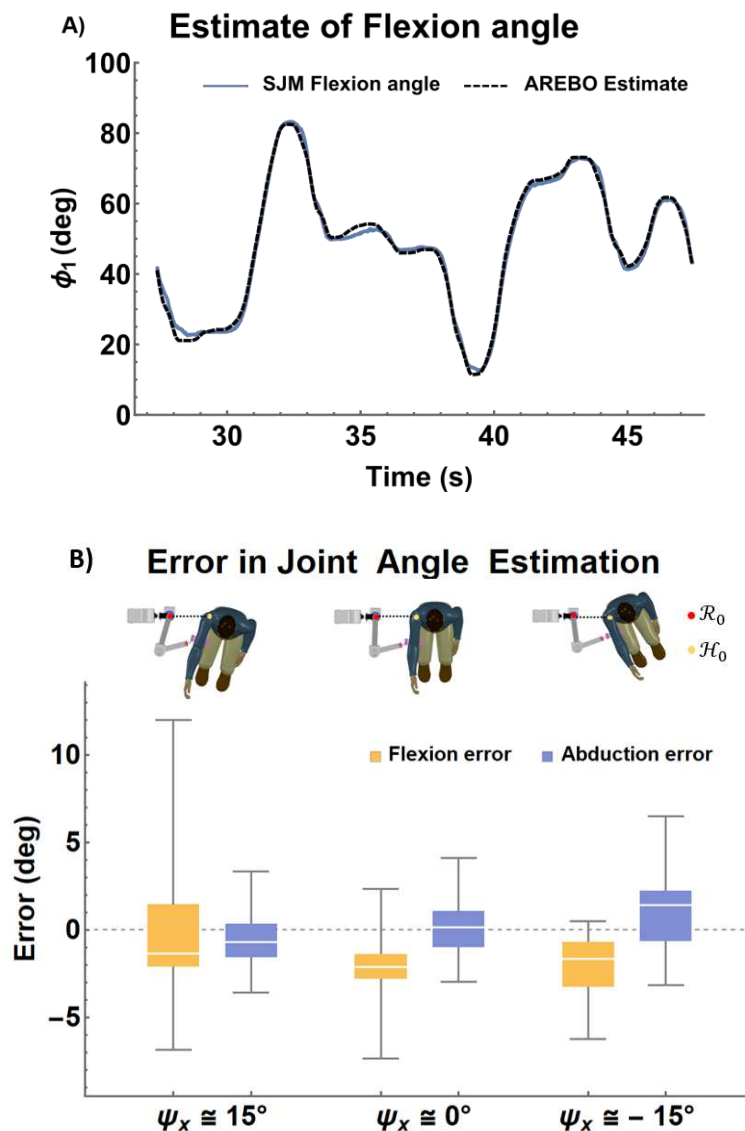 A) Estimate of Flexion angle
SJM Flexion angle AREBO Estimate
100
80
60
40
20
0
ϕ₁ (deg)
30 35 40 45
Time (s)
B) Error in Joint Angle Estimation
ℛ₀
ℋ₀
Flexion error Abduction error
10
5
0
−5
Error (deg)
ψₓ ≅ 15° ψₓ ≅ 0° ψₓ ≅ − 15°